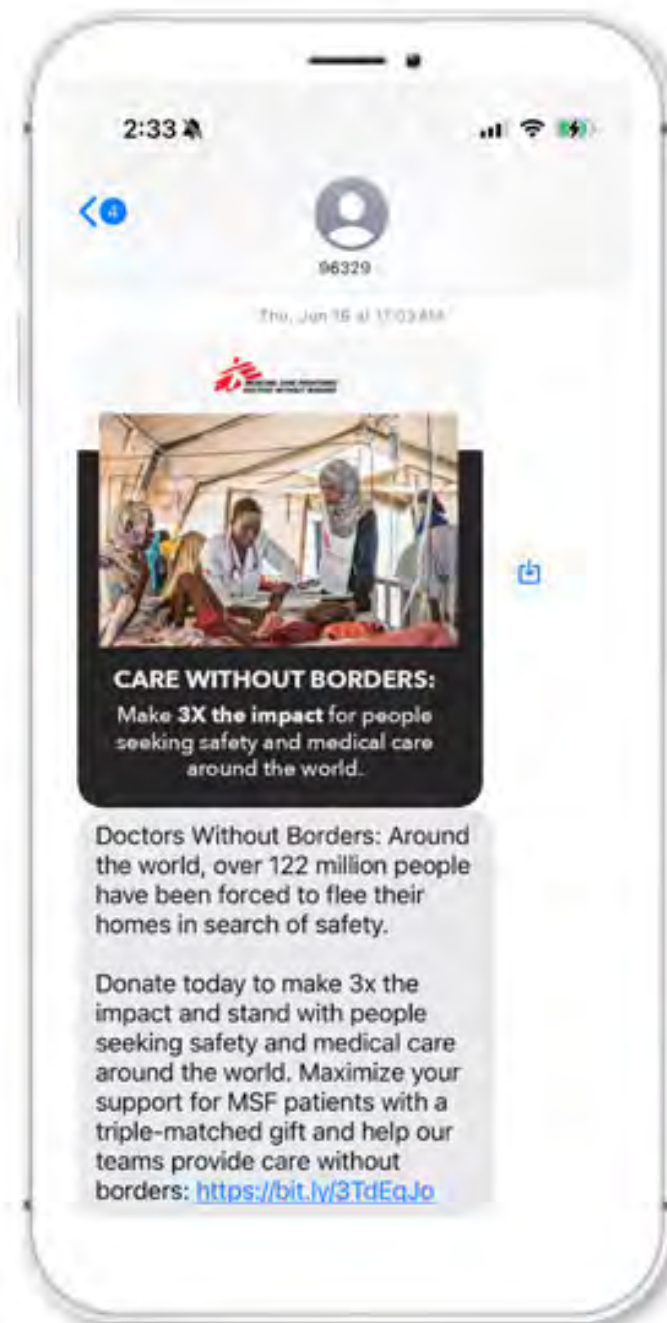 2:33
4
96329
CARE WITHOUT BORDERS:
Make 3X the impact for people
seeking safety and medical care
around the world.
Doctors Without Borders: Around
the world, over 122 million people
have been forced to flee their
homes in search of safety.
Donate today to make 3x the
impact and stand with people
seeking safety and medical care
around the world. Maximize your
support for MSF patients with a
triple-matched gift and help our
teams provide care without
borders: https://bit.ly/3TdEqJo